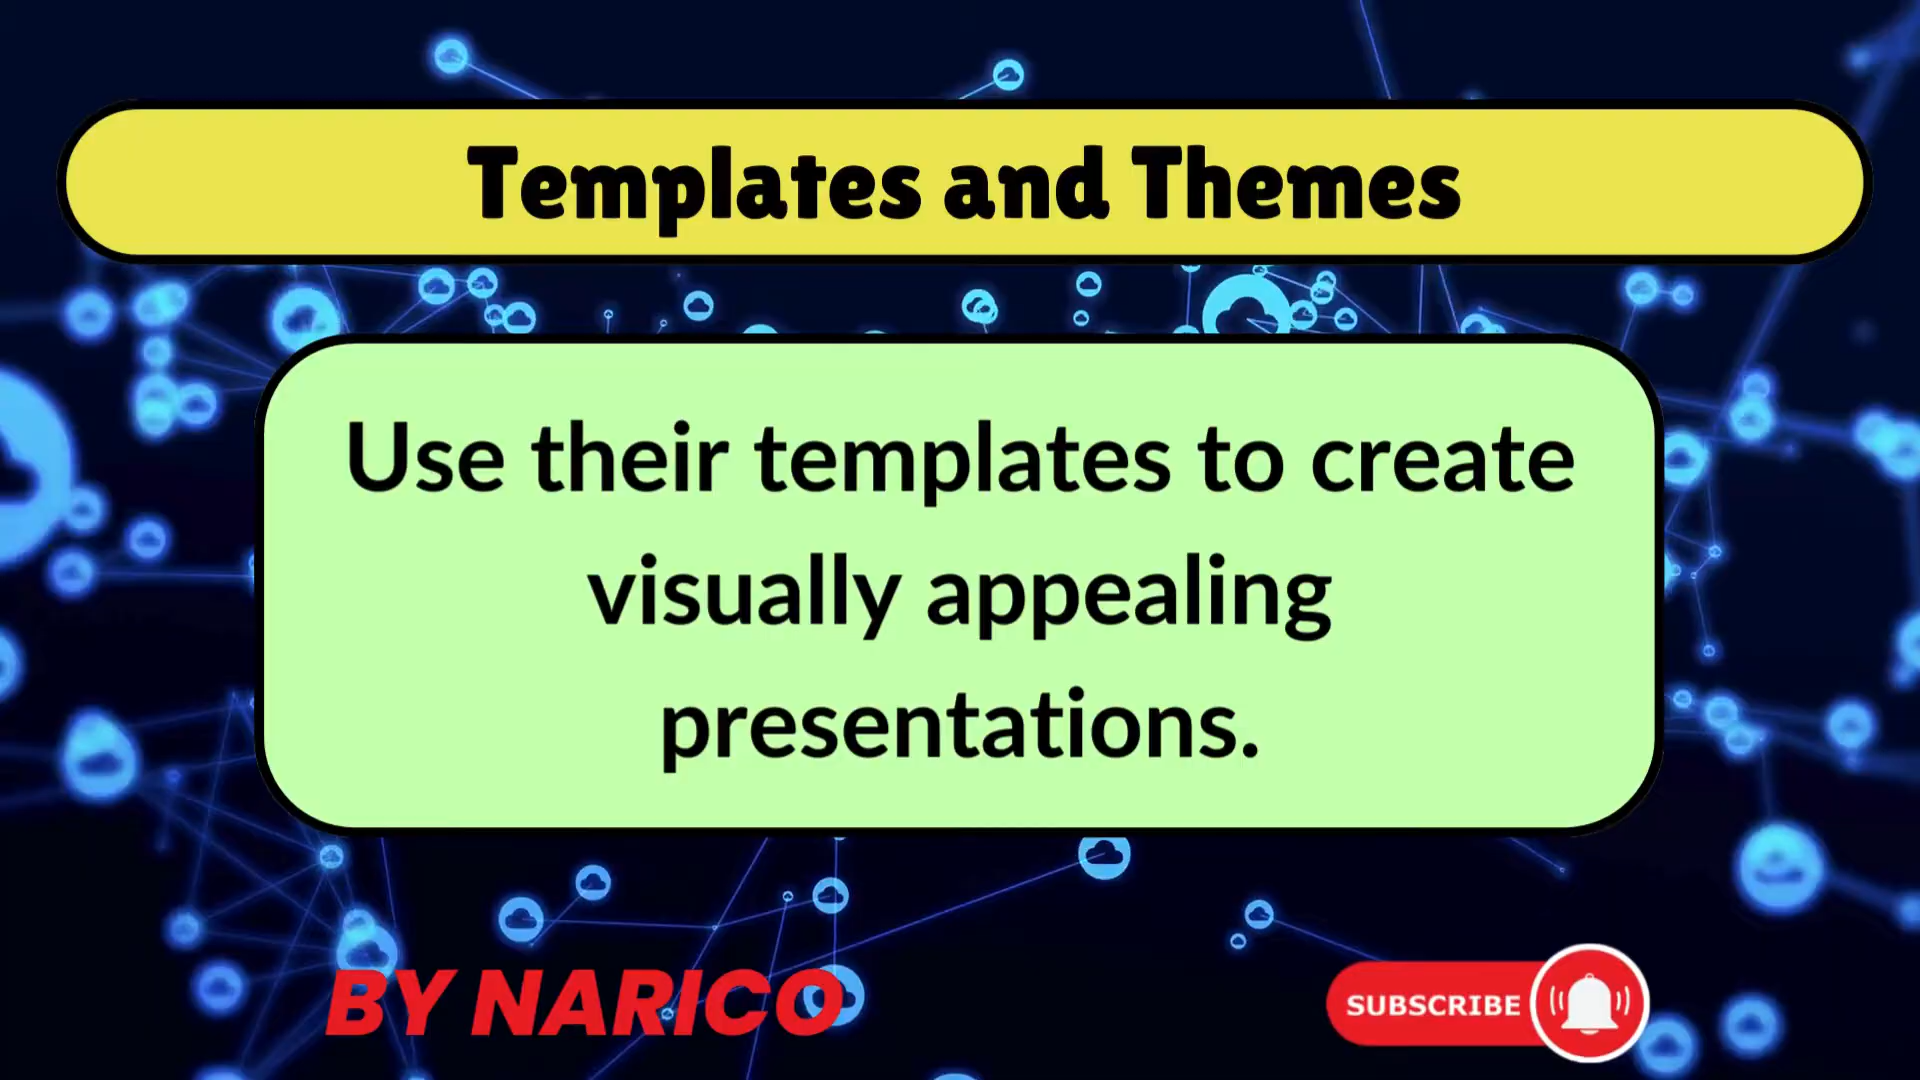 Templates and Themes
Use their templates to create
visually appealing
presentations.
BY NARICO
SUBSCRIBE